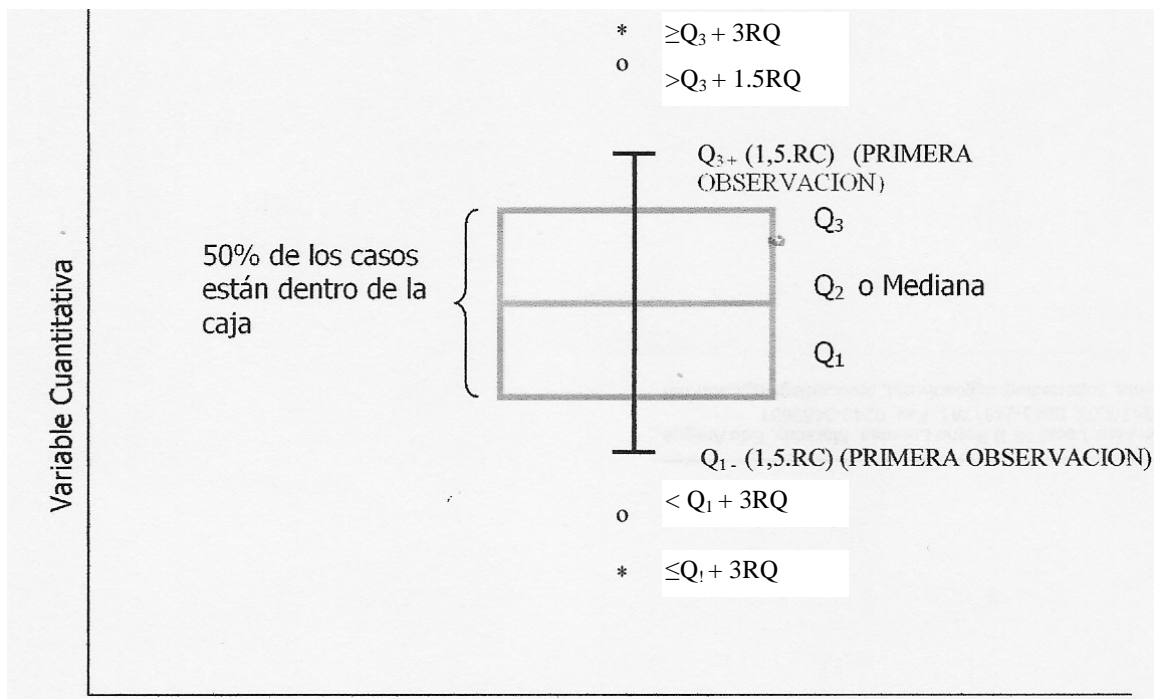 * ≥Q₃ + 3RQ
o >Q₃ + 1.5RQ
Q₃₊ (1,5.RC) (PRIMERA
OBSERVACION)
Q₃
50% de los casos
están dentro de la
caja
Q₂ o Mediana
Q₁
Variable Cuantitativa
Q₁₋ (1,5.RC) (PRIMERA OBSERVACION)
o < Q₁ + 3RQ
* ≤Q! + 3RQ